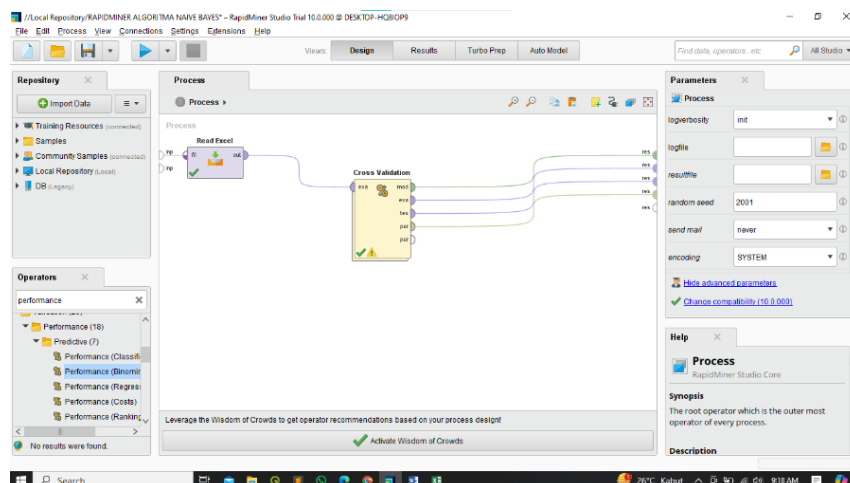 //Local Repository/RAPIDMINER ALGORITMA NAIVE BAYES* – RapidMiner Studio Trial 10.0.000 @ DESKTOP-HQ8IOP9
File Edit Process View Connections Settings Extensions Help
Views: Design Results Turbo Prep Auto Model
Find data, operators...etc All Studio
Repository
Import Data
Training Resources (connected)
Samples
Community Samples (connected)
Local Repository (Local)
DB (Legacy)
Operators
performance
Performance (18)
Predictive (7)
Performance (Classifi
Performance (Binomir
Performance (Regres
Performance (Costs)
Performance (Ranking
No results were found.
Process
Process
Process
inp
inp
Read Excel
fil out
Cross Validation
exa mod
exa
tes
per
per
res
res
res
res
res
Leverage the Wisdom of Crowds to get operator recommendations based on your process design!
Activate Wisdom of Crowds
Parameters
Process
logverbosity init
logfile
resultfile
random seed 2001
send mail never
encoding SYSTEM
Hide advanced parameters
Change compatibility (10.0.000)
Help
Process
RapidMiner Studio Core
Synopsis
The root operator which is the outer most
operator of every process.
Description
Search
26°C Kabut 9:18 AM